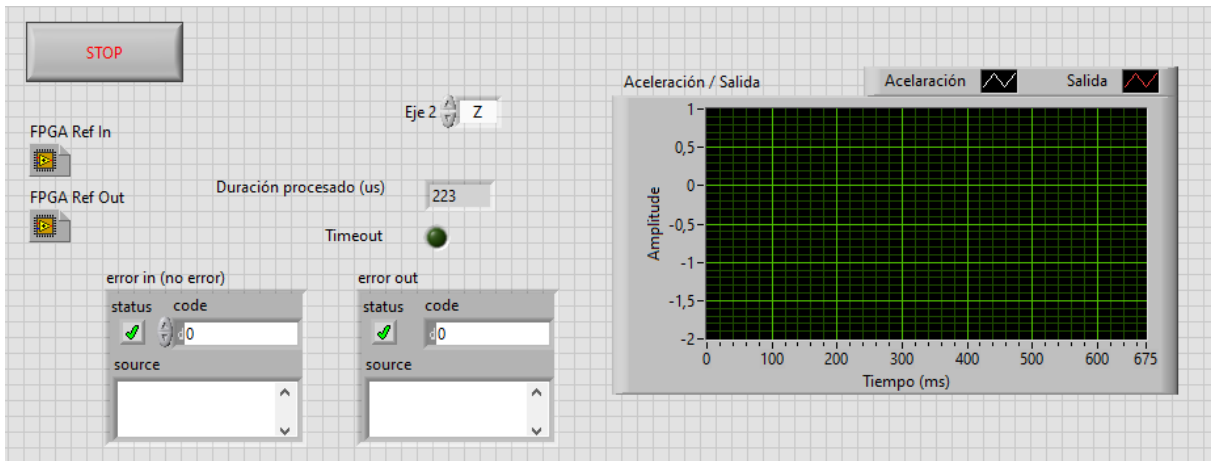 STOP
FPGA Ref In
FPGA Ref Out
Eje 2 Z
Duración procesado (us) 223
Timeout
error in (no error)
status code
d 0
source
error out
status code
d 0
source
Aceleración / Salida
Acelaración Salida
1
0,5
0
-0,5
-1
-1,5
-2
Amplitude
0 100 200 300 400 500 600 675
Tiempo (ms)